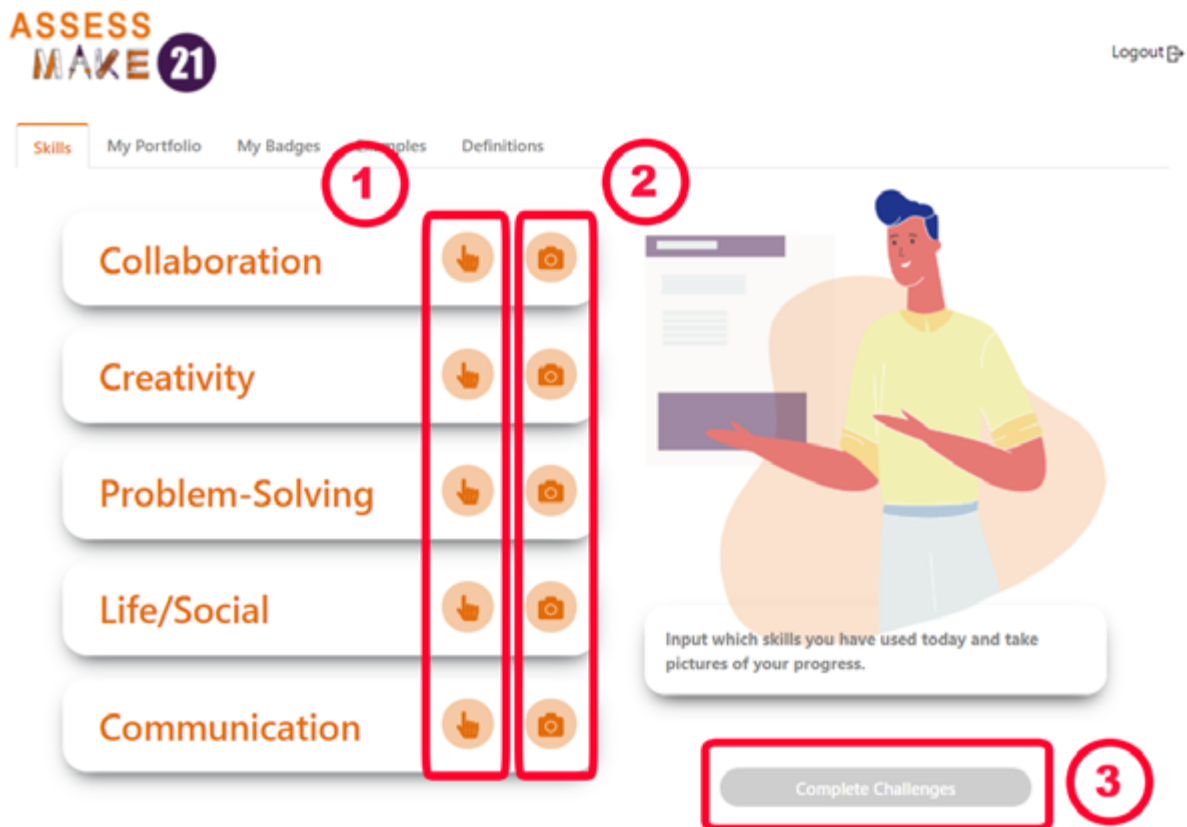 ASSESS
MAKE 21
Logout
Skills My Portfolio My Badges Examples Definitions
1
2
Collaboration
Creativity
Problem-Solving
Life/Social
Communication
Input which skills you have used today and take
pictures of your progress.
Complete Challenges
3